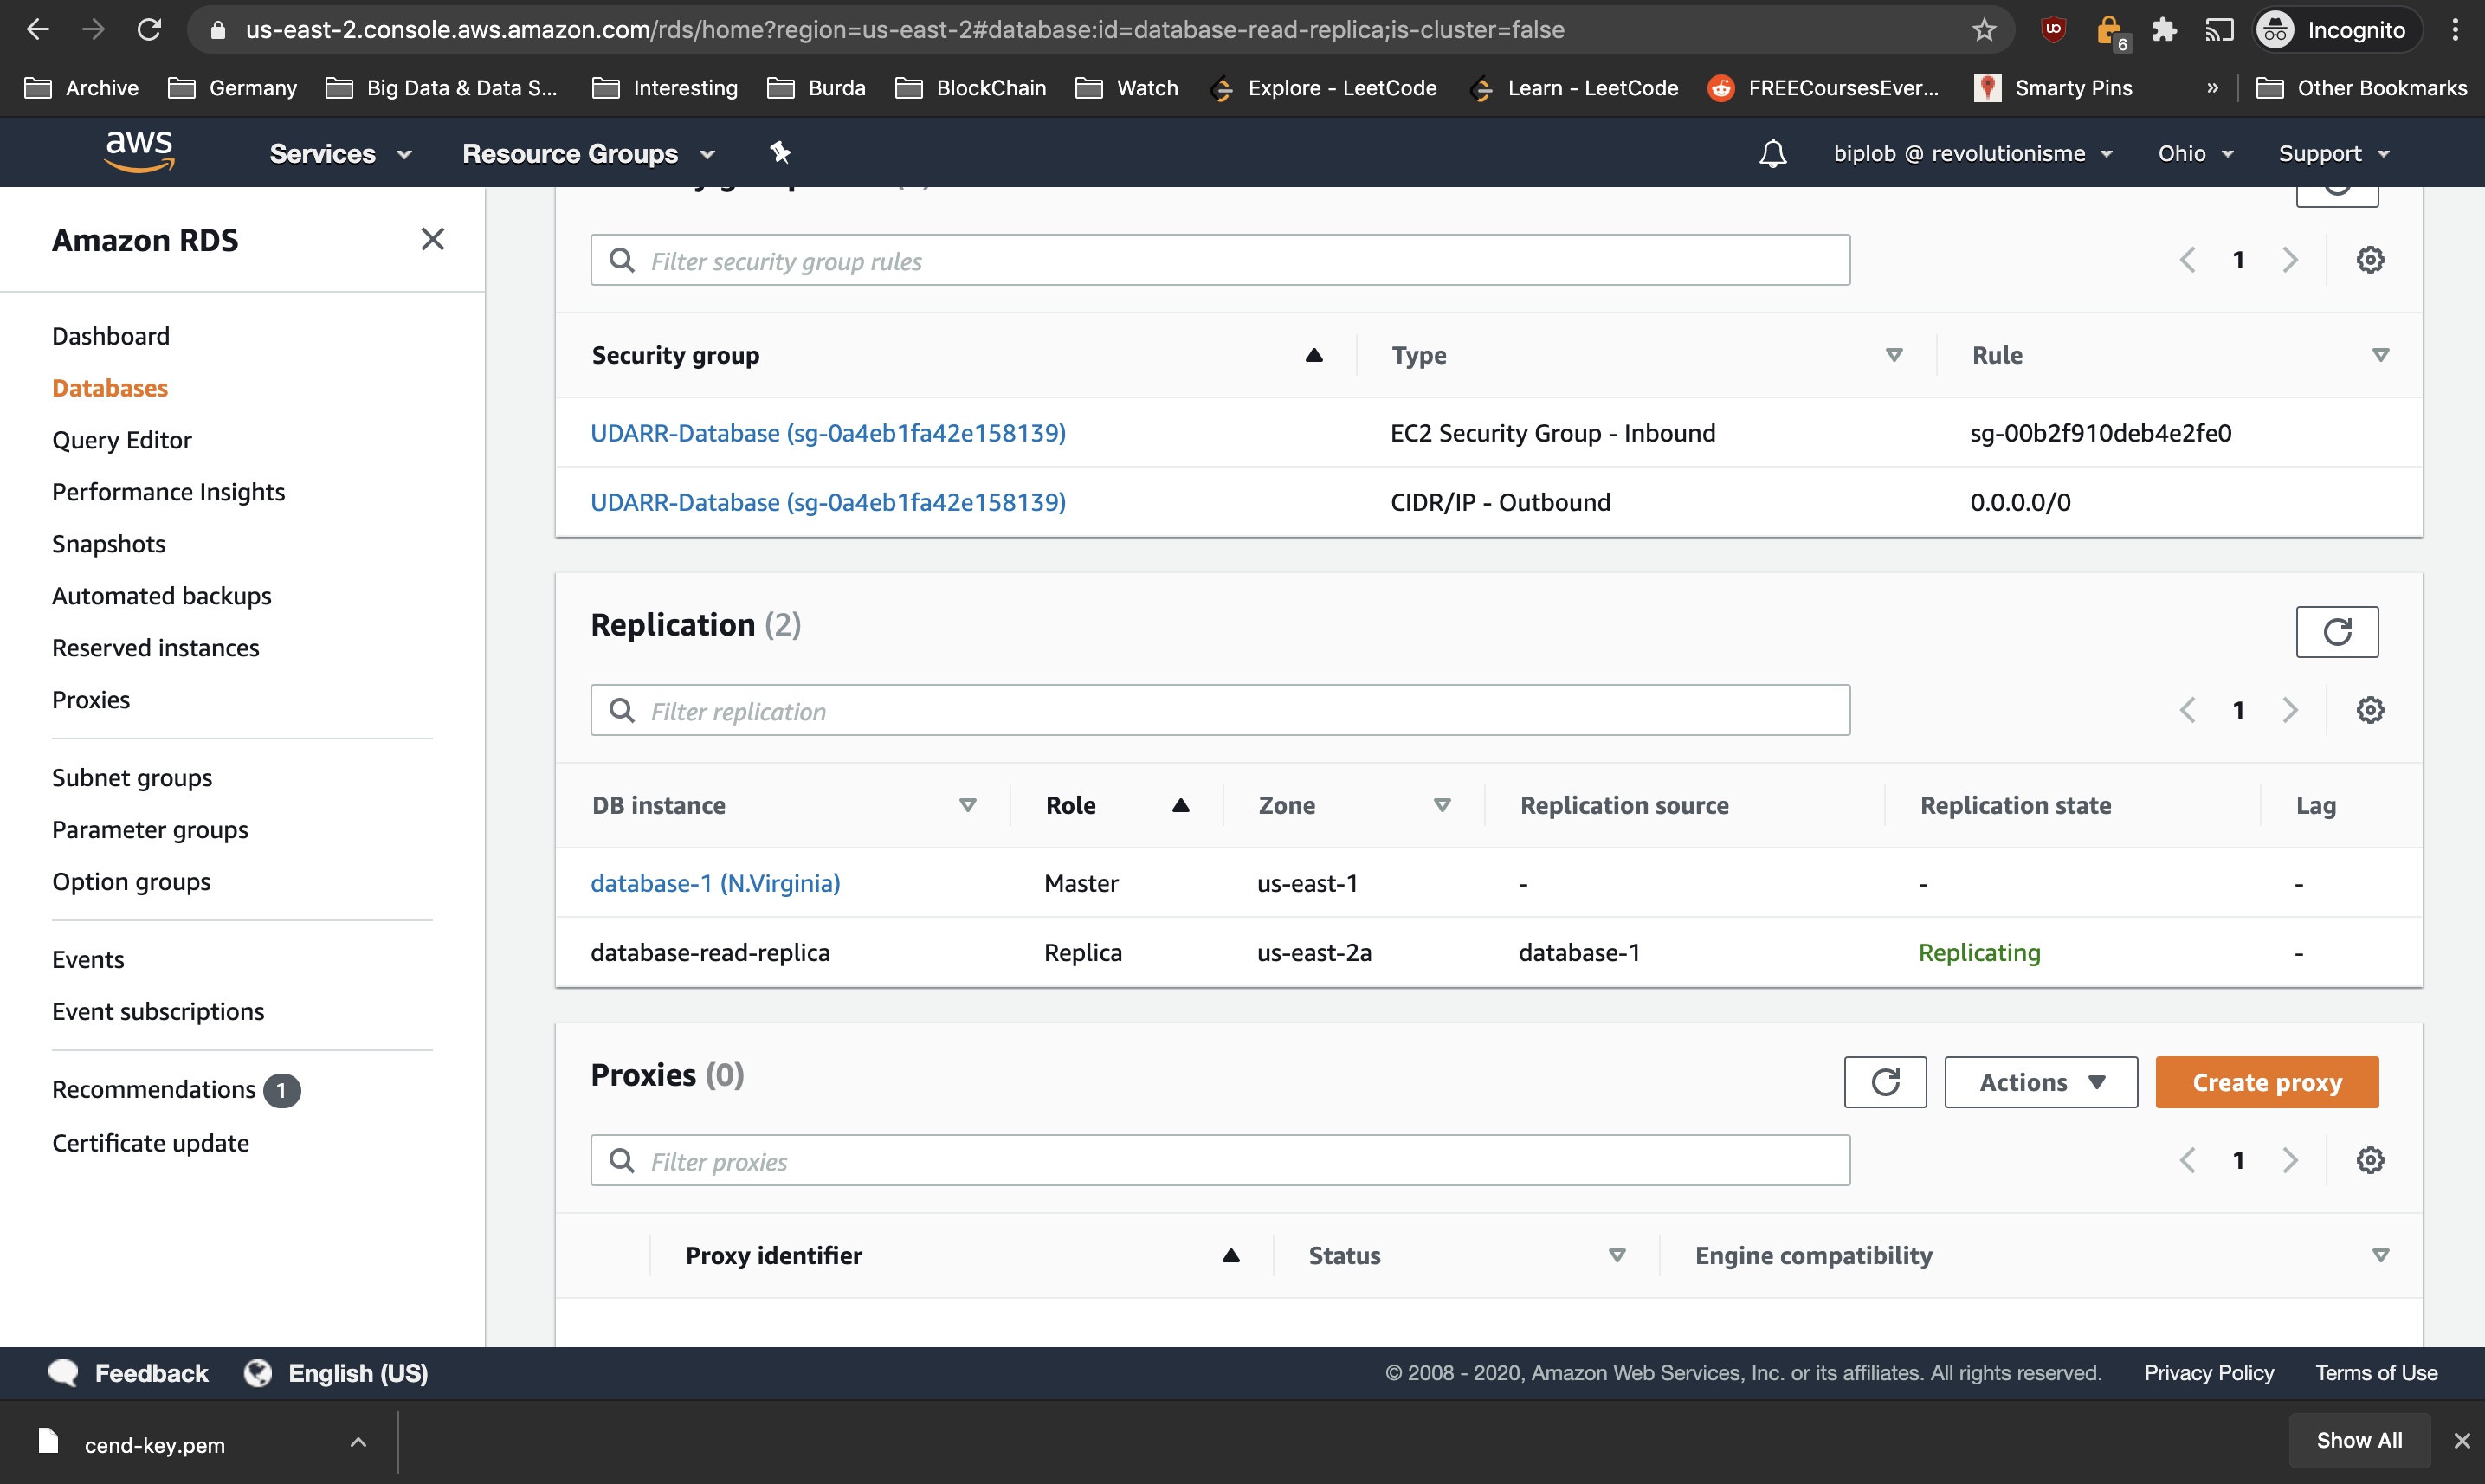 us-east-2.console.aws.amazon.com/rds/home?region=us-east-2#database:id=database-read-replica;is-cluster=false
6
Incognito
Archive Germany Big Data & Data S... Interesting Burda BlockChain Watch Explore - LeetCode Learn - LeetCode FREECoursesEver... Smarty Pins » Other Bookmarks
aws Services Resource Groups biplob @ revolutionisme Ohio Support
Amazon RDS
Dashboard
Databases
Query Editor
Performance Insights
Snapshots
Automated backups
Reserved instances
Proxies
Subnet groups
Parameter groups
Option groups
Events
Event subscriptions
Recommendations 1
Certificate update
Filter security group rules
1
Security group Type Rule
UDARR-Database (sg-0a4eb1fa42e158139) EC2 Security Group - Inbound sg-00b2f910deb4e2fe0
UDARR-Database (sg-0a4eb1fa42e158139) CIDR/IP - Outbound 0.0.0.0/0
Replication (2)
Filter replication
1
DB instance Role Zone Replication source Replication state Lag
database-1 (N.Virginia) Master us-east-1 - - -
database-read-replica Replica us-east-2a database-1 Replicating -
Proxies (0)
Actions Create proxy
Filter proxies
1
Proxy identifier Status Engine compatibility
Feedback English (US) © 2008 - 2020, Amazon Web Services, Inc. or its affiliates. All rights reserved. Privacy Policy Terms of Use
cend-key.pem Show All